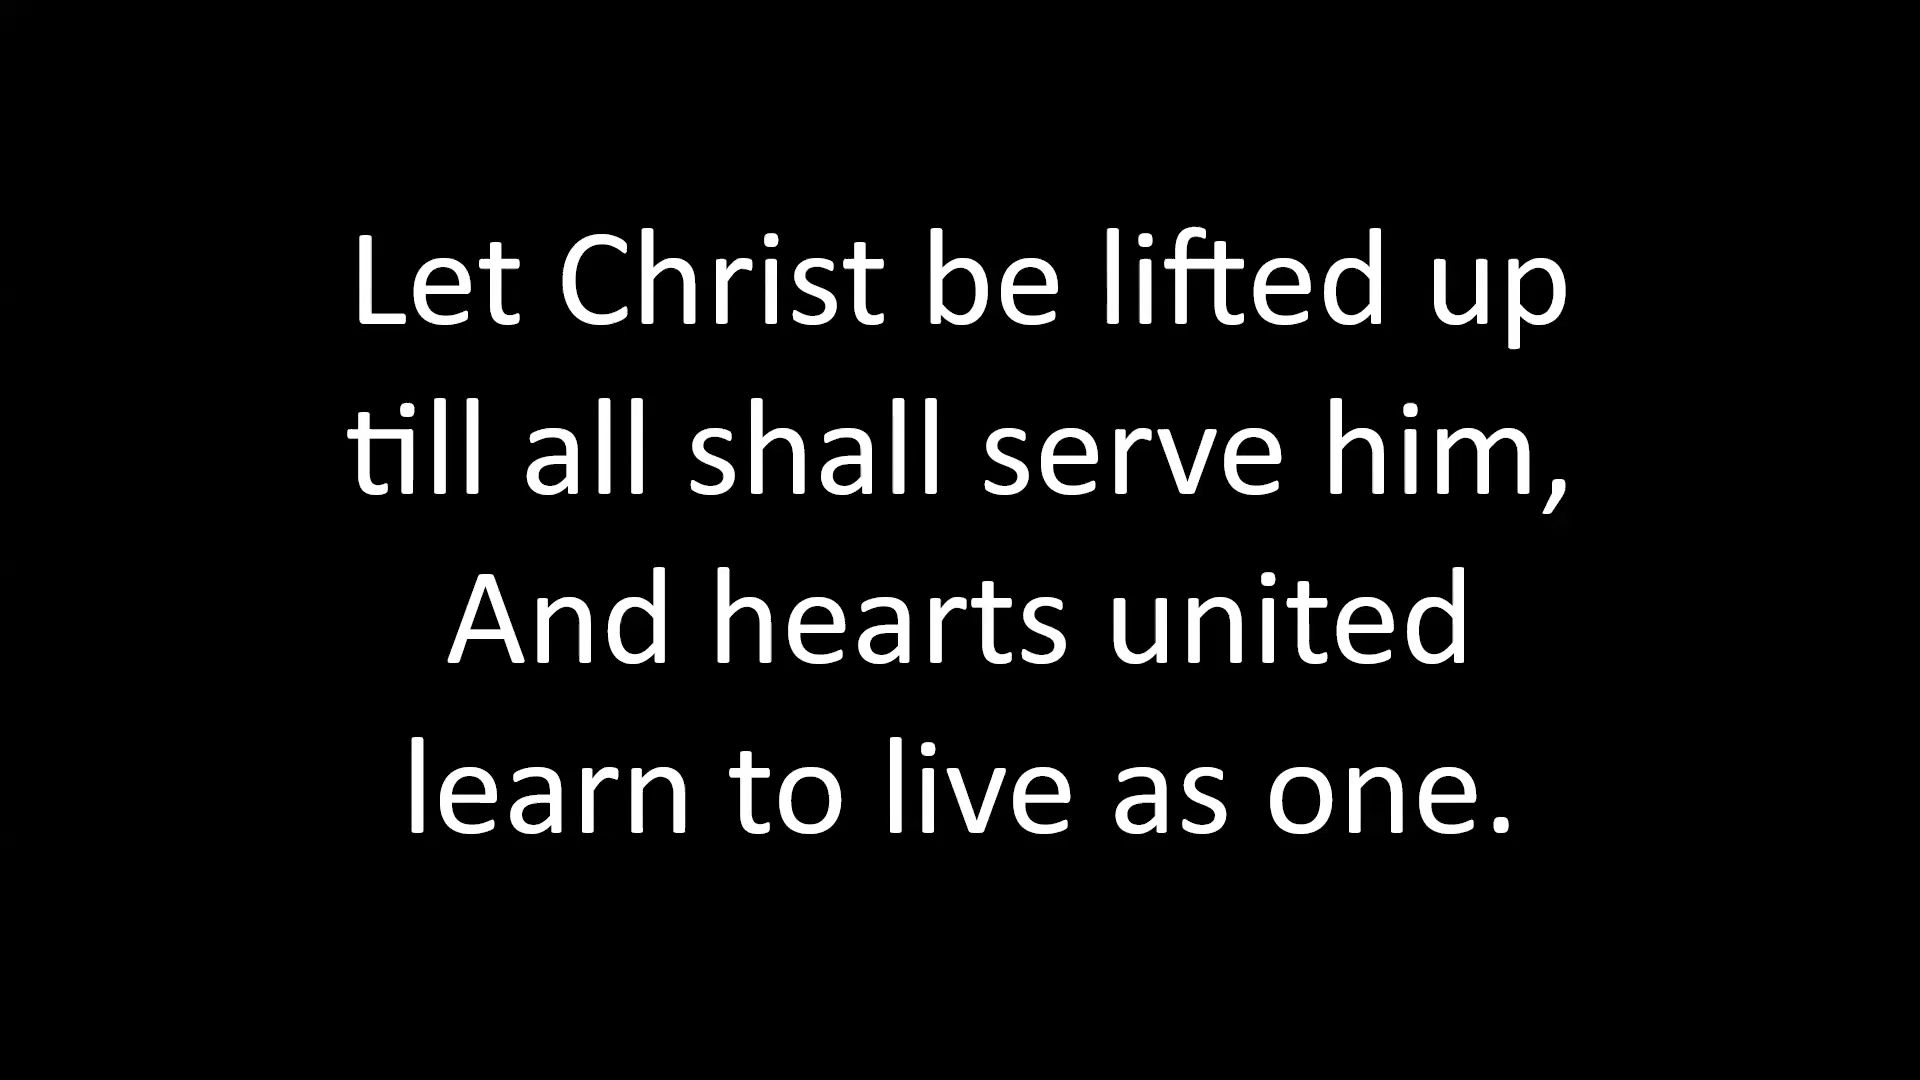 Let Christ be lifted up
till all shall serve him,
And hearts united
learn to live as one.